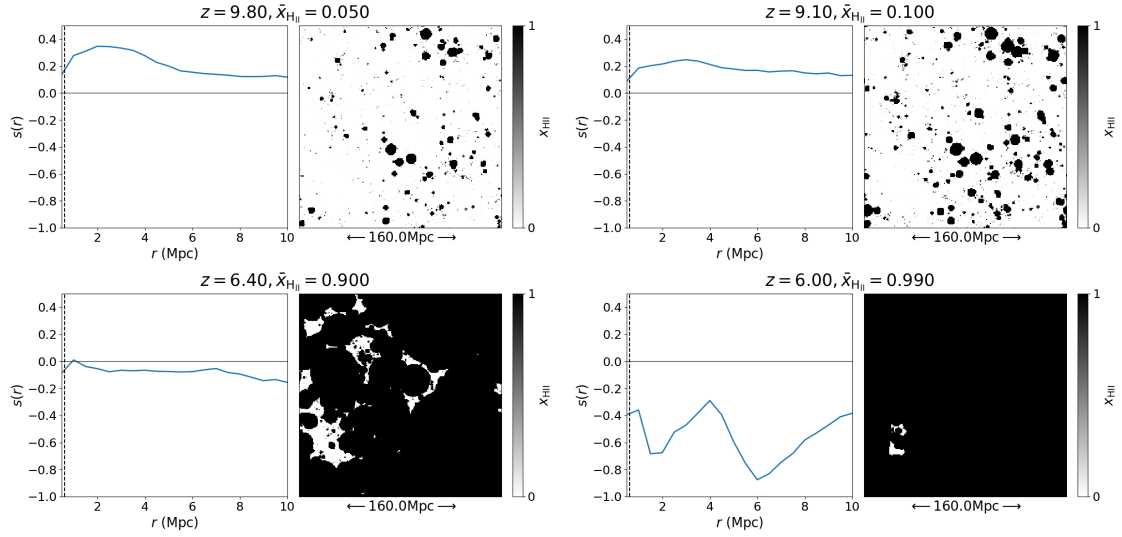 z = 9.80, x̄_HII = 0.050
0.4
0.2
0.0
−0.2
−0.4
−0.6
−0.8
−1.0
s(r)
2 4 6 8 10
r (Mpc)
⟵ 160.0Mpc ⟶
1
0
x_HII
z = 9.10, x̄_HII = 0.100
0.4
0.2
0.0
−0.2
−0.4
−0.6
−0.8
−1.0
s(r)
2 4 6 8 10
r (Mpc)
⟵ 160.0Mpc ⟶
1
0
x_HII
z = 6.40, x̄_HII = 0.900
0.4
0.2
0.0
−0.2
−0.4
−0.6
−0.8
−1.0
s(r)
2 4 6 8 10
r (Mpc)
⟵ 160.0Mpc ⟶
1
0
x_HII
z = 6.00, x̄_HII = 0.990
0.4
0.2
0.0
−0.2
−0.4
−0.6
−0.8
−1.0
s(r)
2 4 6 8 10
r (Mpc)
⟵ 160.0Mpc ⟶
1
0
x_HII